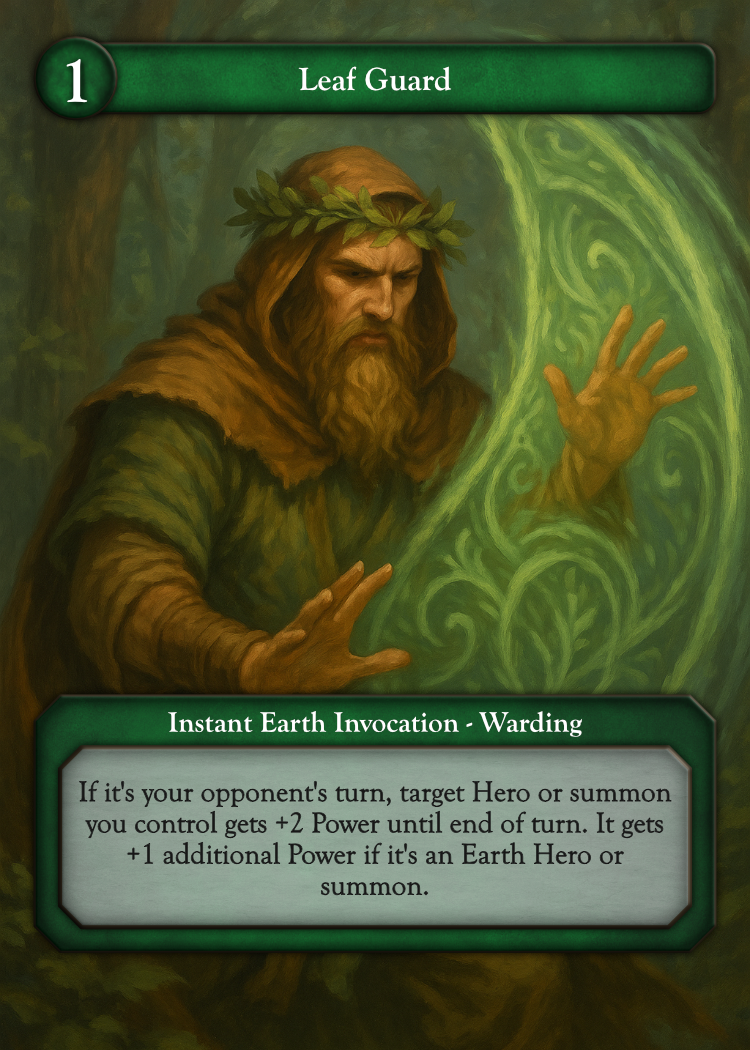 1
Leaf Guard
Instant Earth Invocation - Warding
If it's your opponent's turn, target Hero or summon
you control gets +2 Power until end of turn. It gets
+1 additional Power if it's an Earth Hero or
summon.